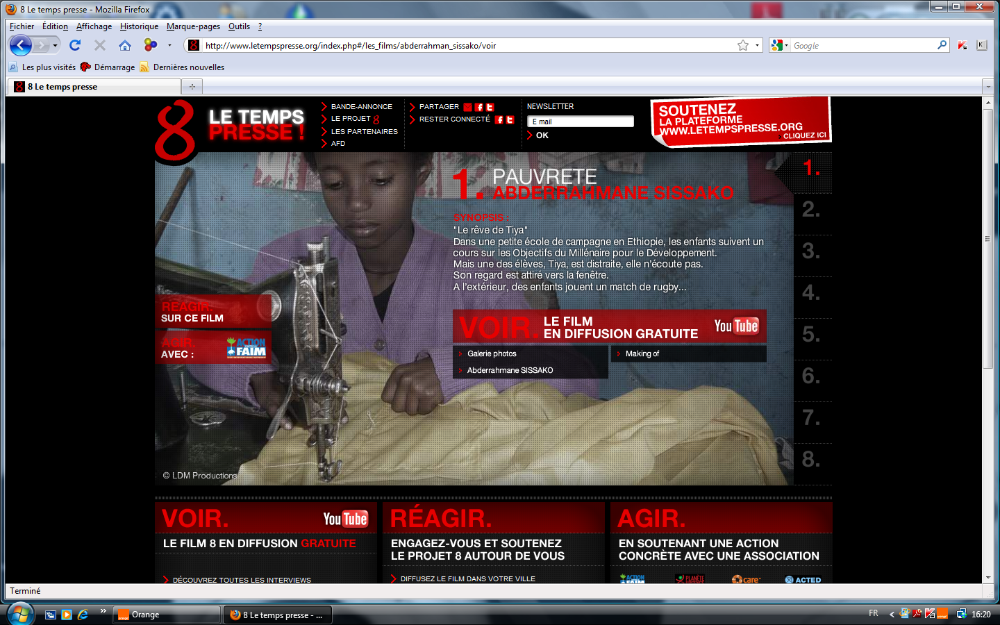 8 Le temps presse - Mozilla Firefox
Fichier Édition Affichage Historique Marque-pages Outils ?
http://www.letempspresse.org/index.php#/les_films/abderrahman_sissako/voir
Google
K
Les plus visités Démarrage Dernières nouvelles
8 Le temps presse
8 LE TEMPS
PRESSE !
BANDE-ANNONCE
LE PROJET 8
LES PARTENAIRES
AFD
PARTAGER
RESTER CONNECTÉ
NEWSLETTER
E mail
OK
SOUTENEZ
LA PLATEFORME
WWW.LETEMPSPRESSE.ORG
CLIQUEZ ICI
1. PAUVRETE
ABDERRAHMANE SISSAKO
SYNOPSIS :
"Le rêve de Tiya"
Dans une petite école de campagne en Ethiopie, les enfants suivent un
cours sur les Objectifs du Millénaire pour le Développement.
Mais une des élèves, Tiya, est distraite, elle n'écoute pas.
Son regard est attiré vers la fenêtre.
A l'extérieur, des enfants jouent un match de rugby...
VOIR. LE FILM
EN DIFFUSION GRATUITE
YouTube
Galerie photos
Making of
Abderrahmane SISSAKO
RÉAGIR.
SUR CE FILM
AGIR.
AVEC :
ACTION
CONTRE LA
FAIM
1.
2.
3.
4.
5.
6.
7.
8.
© LDM Productions
VOIR.
YouTube
LE FILM 8 EN DIFFUSION GRATUITE
DÉCOUVREZ TOUTES LES INTERVIEWS
RÉAGIR.
ENGAGEZ-VOUS ET SOUTENEZ
LE PROJET 8 AUTOUR DE VOUS
DIFFUSEZ LE FILM DANS VOTRE VILLE
AGIR.
EN SOUTENANT UNE ACTION
CONCRÈTE AVEC UNE ASSOCIATION
ACTION
FAIM
PLANÈTE
care
ACTED
Terminé
Orange
8 Le temps presse - ...
FR
16:20